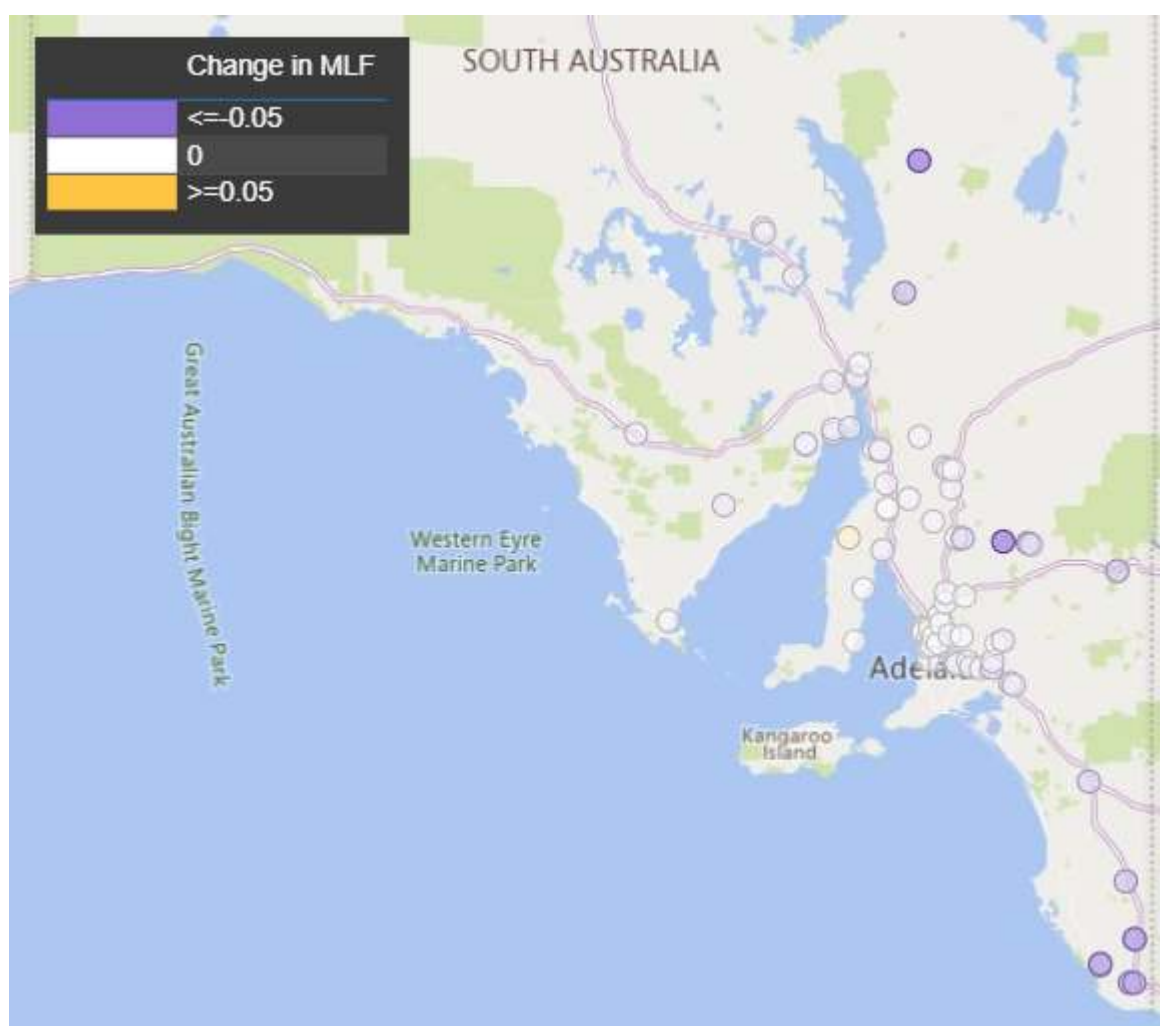 Change in MLF
<=-0.05
0
>=0.05
SOUTH AUSTRALIA
Great Australian Bight Marine Park
Western Eyre
Marine Park
Kangaroo
Island